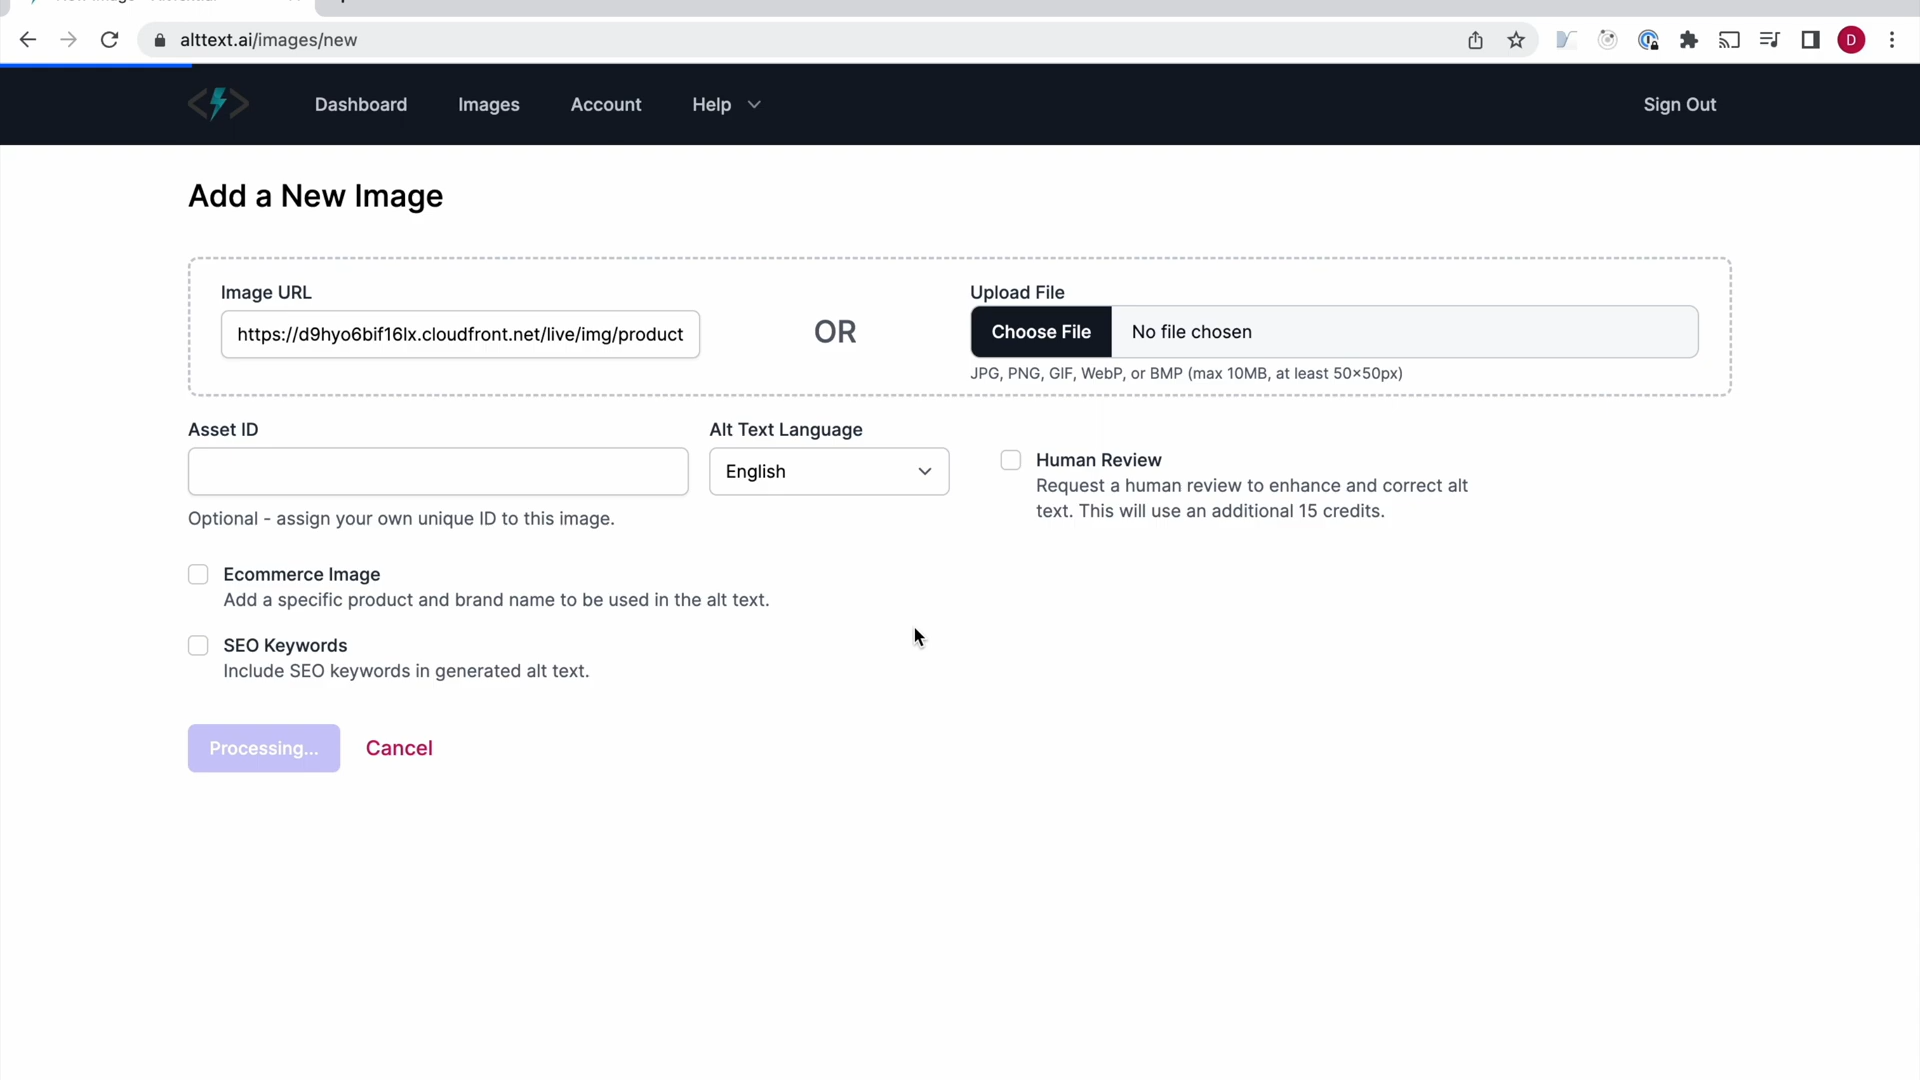 alttext.ai/images/new
D
Dashboard
Images
Account
Help
Sign Out
Add a New Image
Image URL
https://d9hyo6bif16lx.cloudfront.net/live/img/product
OR
Upload File
Choose File
No file chosen
JPG, PNG, GIF, WebP, or BMP (max 10MB, at least 50×50px)
Asset ID
Alt Text Language
English
Optional - assign your own unique ID to this image.
Human Review
Request a human review to enhance and correct alt
text. This will use an additional 15 credits.
Ecommerce Image
Add a specific product and brand name to be used in the alt text.
SEO Keywords
Include SEO keywords in generated alt text.
Processing...
Cancel